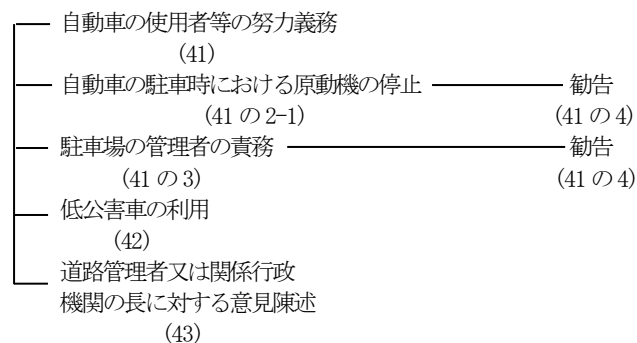 自動車の使用者等の努力義務
(41)
自動車の駐車時における原動機の停止 勧告
(41 の 2-1) (41 の 4)
駐車場の管理者の責務 勧告
(41 の 3) (41 の 4)
低公害車の利用
(42)
道路管理者又は関係行政
機関の長に対する意見陳述
(43)